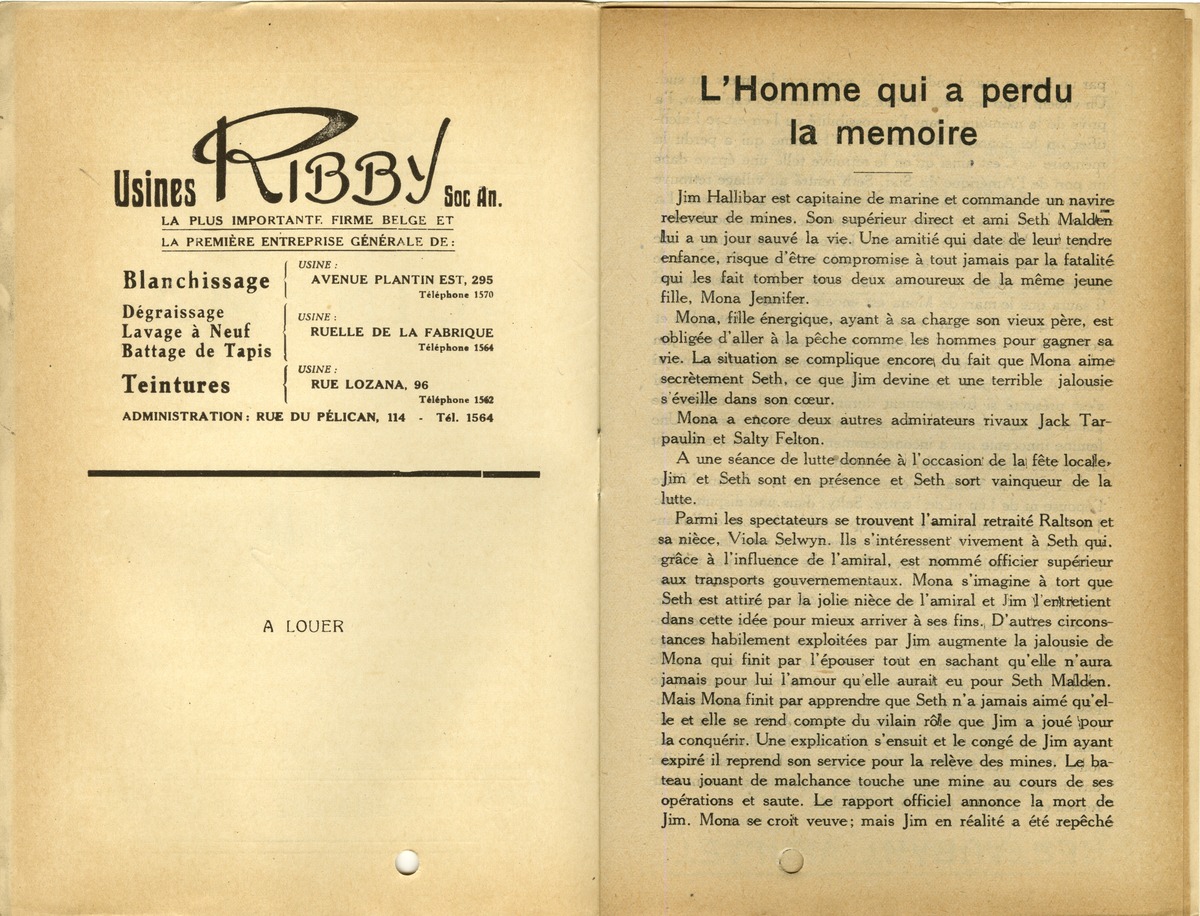 Usines RIBBY Soc An.
LA PLUS IMPORTANTE FIRME BELGE ET
LA PREMIÈRE ENTREPRISE GÉNÉRALE DE :
Blanchissage
USINE :
AVENUE PLANTIN EST, 295
Téléphone 1570
Dégraissage
Lavage à Neuf
Battage de Tapis
USINE :
RUELLE DE LA FABRIQUE
Téléphone 1564
Teintures
USINE :
RUE LOZANA, 96
Téléphone 1562
ADMINISTRATION : RUE DU PÉLICAN, 114 - Tél. 1564
A LOUER
L'Homme qui a perdu
la memoire
Jim Hallibar est capitaine de marine et commande un navire
releveur de mines. Son supérieur direct et ami Seth Malden
lui a un jour sauvé la vie. Une amitié qui date de leur tendre
enfance, risque d'être compromise à tout jamais par la fatalité
qui les fait tomber tous deux amoureux de la même jeune
fille, Mona Jennifer.
Mona, fille énergique, ayant à sa charge son vieux père, est
obligée d'aller à la pêche comme les hommes pour gagner sa
vie. La situation se complique encore du fait que Mona aime
secrètement Seth, ce que Jim devine et une terrible jalousie
s'éveille dans son cœur.
Mona a encore deux autres admirateurs rivaux Jack Tar-
paulin et Salty Felton.
A une séance de lutte donnée à l'occasion de la fête locale,
Jim et Seth sont en présence et Seth sort vainqueur de la
lutte.
Parmi les spectateurs se trouvent l'amiral retraité Raltson et
sa nièce, Viola Selwyn. Ils s'intéressent vivement à Seth qui.
grâce à l'influence de l'amiral, est nommé officier supérieur
aux transports gouvernementaux. Mona s'imagine à tort que
Seth est attiré par la jolie nièce de l'amiral et Jim l'entretient
dans cette idée pour mieux arriver à ses fins. D'autres circons-
tances habilement exploitées par Jim augmente la jalousie de
Mona qui finit par l'épouser tout en sachant qu'elle n'aura
jamais pour lui l'amour qu'elle aurait eu pour Seth Malden.
Mais Mona finit par apprendre que Seth n'a jamais aimé qu'el-
le et elle se rend compte du vilain rôle que Jim a joué pour
la conquérir. Une explication s'ensuit et le congé de Jim ayant
expiré il reprend son service pour la relève des mines. Le ba-
teau jouant de malchance touche une mine au cours de ses
opérations et saute. Le rapport officiel annonce la mort de
Jim. Mona se croit veuve ; mais Jim en réalité a été repêché